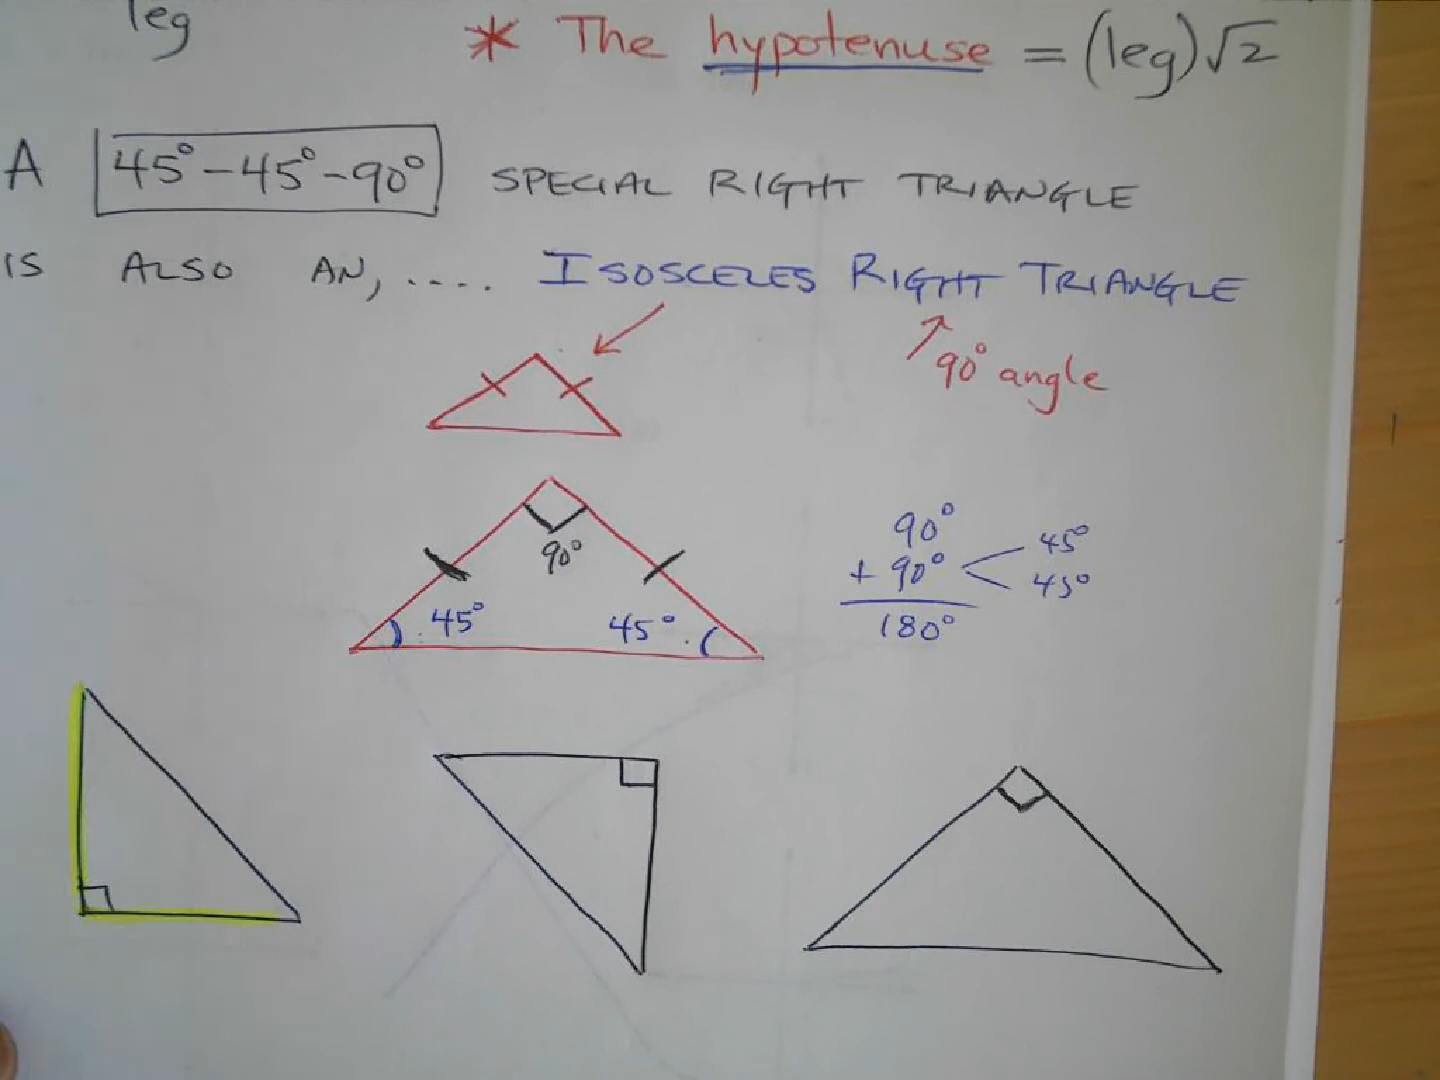 leg
* The hypotenuse = (leg)√2
A 45°-45°-90° SPECIAL RIGHT TRIANGLE
IS ALSO AN, .... ISOSCELES RIGHT TRIANGLE
90° angle
90°
45° 45°
90°
+ 90° 45°
45°
180°